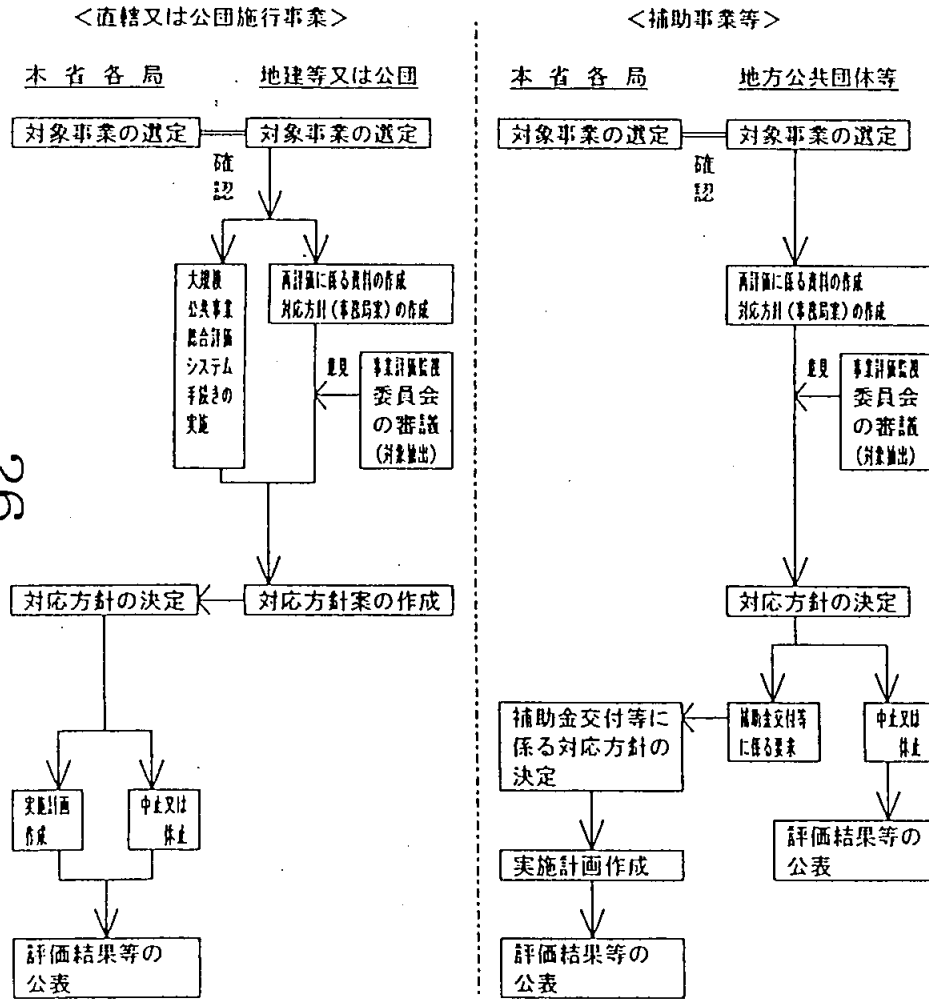 <直轄又は公団施行事業>
本省各局
地建等又は公団
対象事業の選定
対象事業の選定
確
認
大規模
公共事業
総合評価
システム
手続きの
実施
再評価に係る資料の作成
対応方針(事務局案)の作成
意見
事業評価監視
委員会
の審議
(対象抽出)
対応方針の決定
対応方針案の作成
実施計画
作成
中止又は
休止
評価結果等の
公表
26
<補助事業等>
本省各局
地方公共団体等
対象事業の選定
対象事業の選定
確
認
再評価に係る資料の作成
対応方針(事務局案)の作成
意見
事業評価監視
委員会
の審議
(対象抽出)
対応方針の決定
補助金交付等に
係る対応方針の
決定
補助金交付等
に係る要求
中止又は
休止
実施計画作成
評価結果等の
公表
評価結果等の
公表